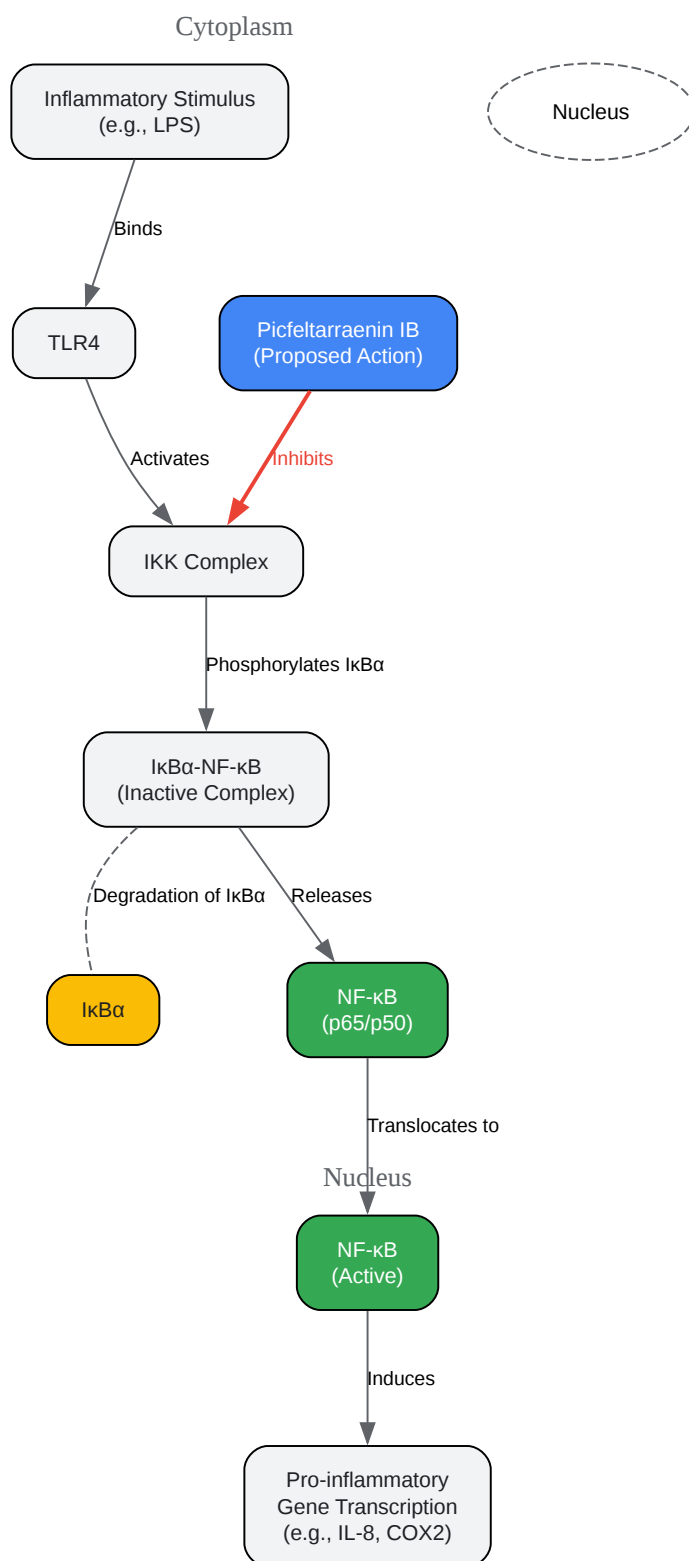 Cytoplasm
Inflammatory Stimulus
(e.g., LPS)
Nucleus
Binds
TLR4
Picfeltarraenin IB
(Proposed Action)
Activates
Inhibits
IKK Complex
Phosphorylates IκBα
IκBα-NF-κB
(Inactive Complex)
Degradation of IκBα
Releases
IκBα
NF-κB
(p65/p50)
Translocates to
Nucleus
NF-κB
(Active)
Induces
Pro-inflammatory
Gene Transcription
(e.g., IL-8, COX2)